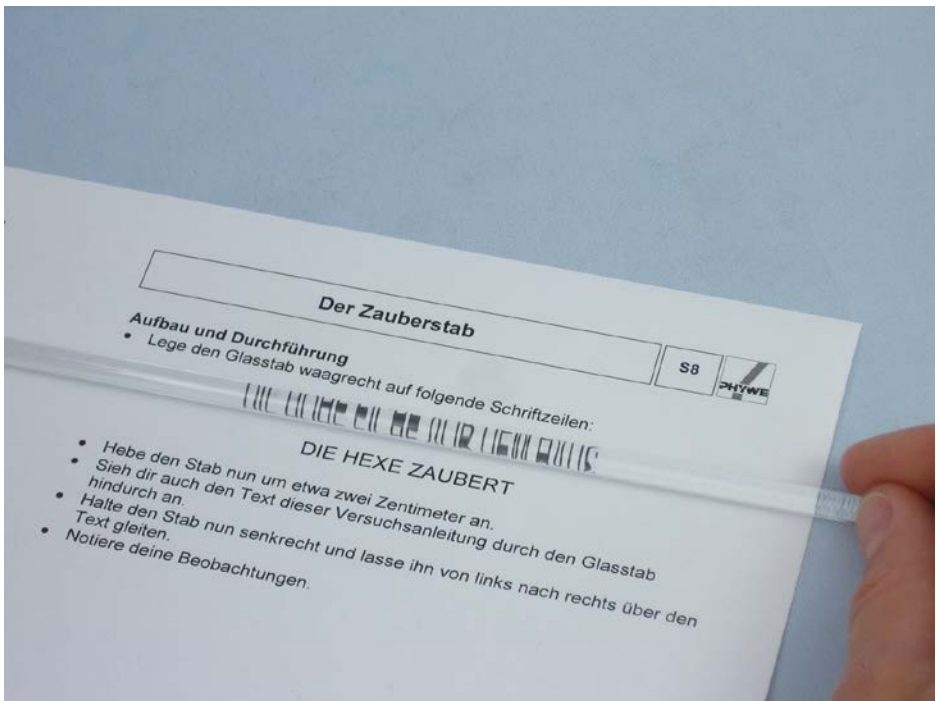 Der Zauberstab
S8
PHYWE
Aufbau und Durchführung
• Lege den Glasstab waagrecht auf folgende Schriftzeilen:
DIE HEXE ZAUBERT
• Hebe den Stab nun um etwa zwei Zentimeter an.
• Sieh dir auch den Text dieser Versuchsanleitung durch den Glasstab
hindurch an.
• Halte den Stab nun senkrecht und lasse ihn von links nach rechts über den
Text gleiten.
• Notiere deine Beobachtungen.